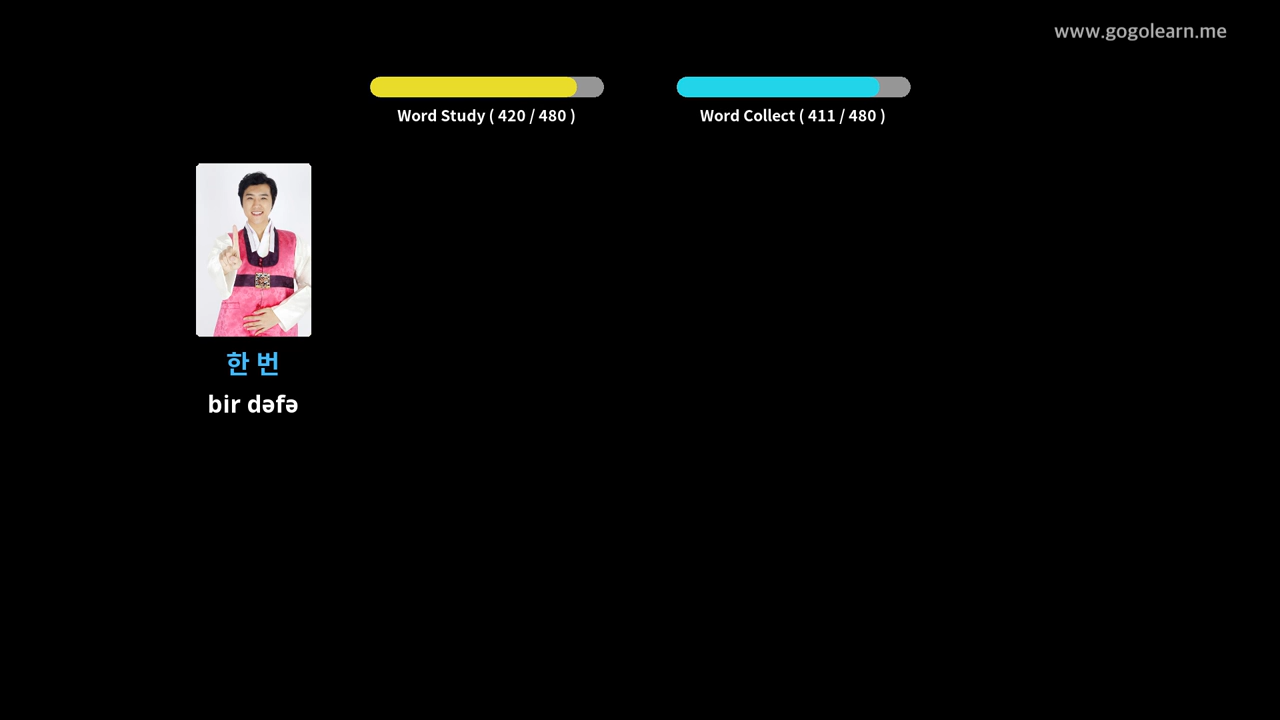 www.gogolearn.me
Word Study ( 420 / 480 )
Word Collect ( 411 / 480 )
한 번
bir dəfə